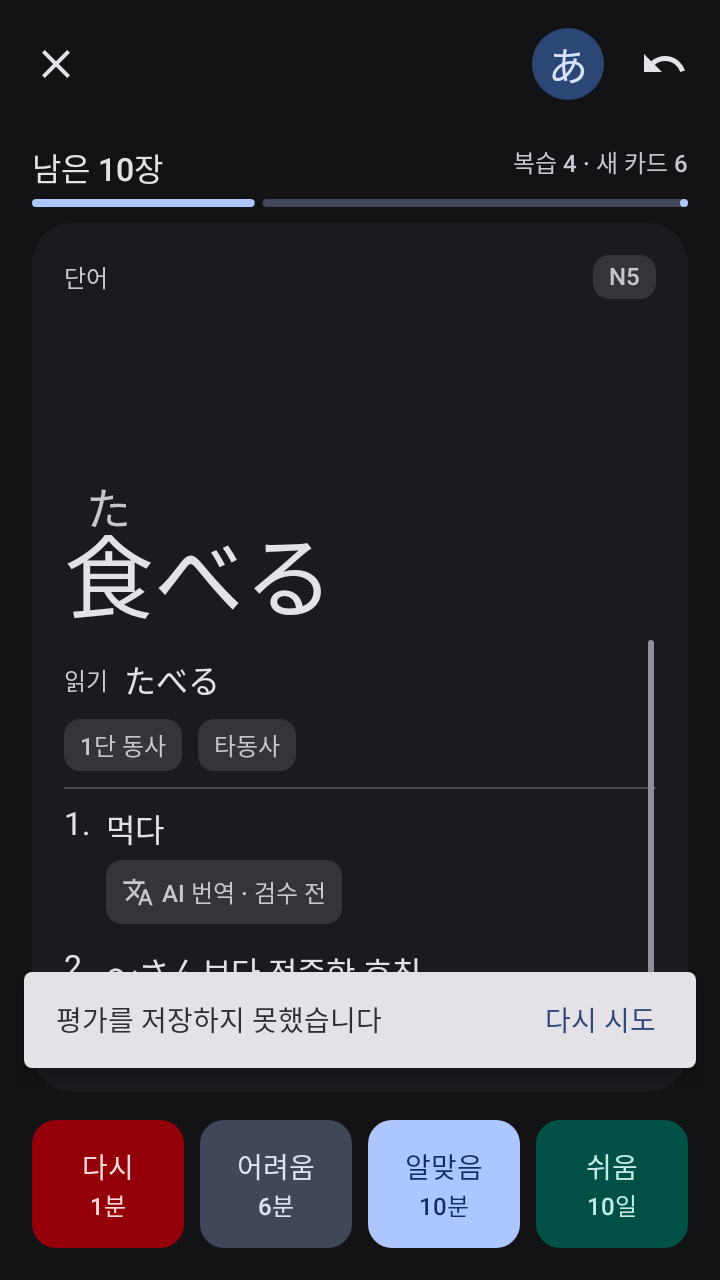 あ
남은 10장
복습 4 · 새 카드 6
단어
N5
た
食べる
읽기 たべる
1단 동사 타동사
1. 먹다
AI 번역 · 검수 전
2.
평가를 저장하지 못했습니다 다시 시도
다시 어려움 알맞음 쉬움
1분 6분 10분 10일